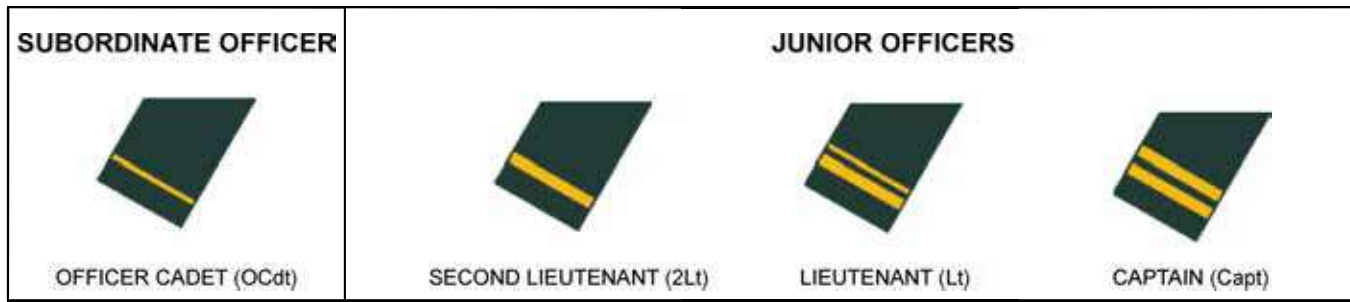 SUBORDINATE OFFICER
JUNIOR OFFICERS
OFFICER CADET (OCdt)
SECOND LIEUTENANT (2Lt)
LIEUTENANT (Lt)
CAPTAIN (Capt)